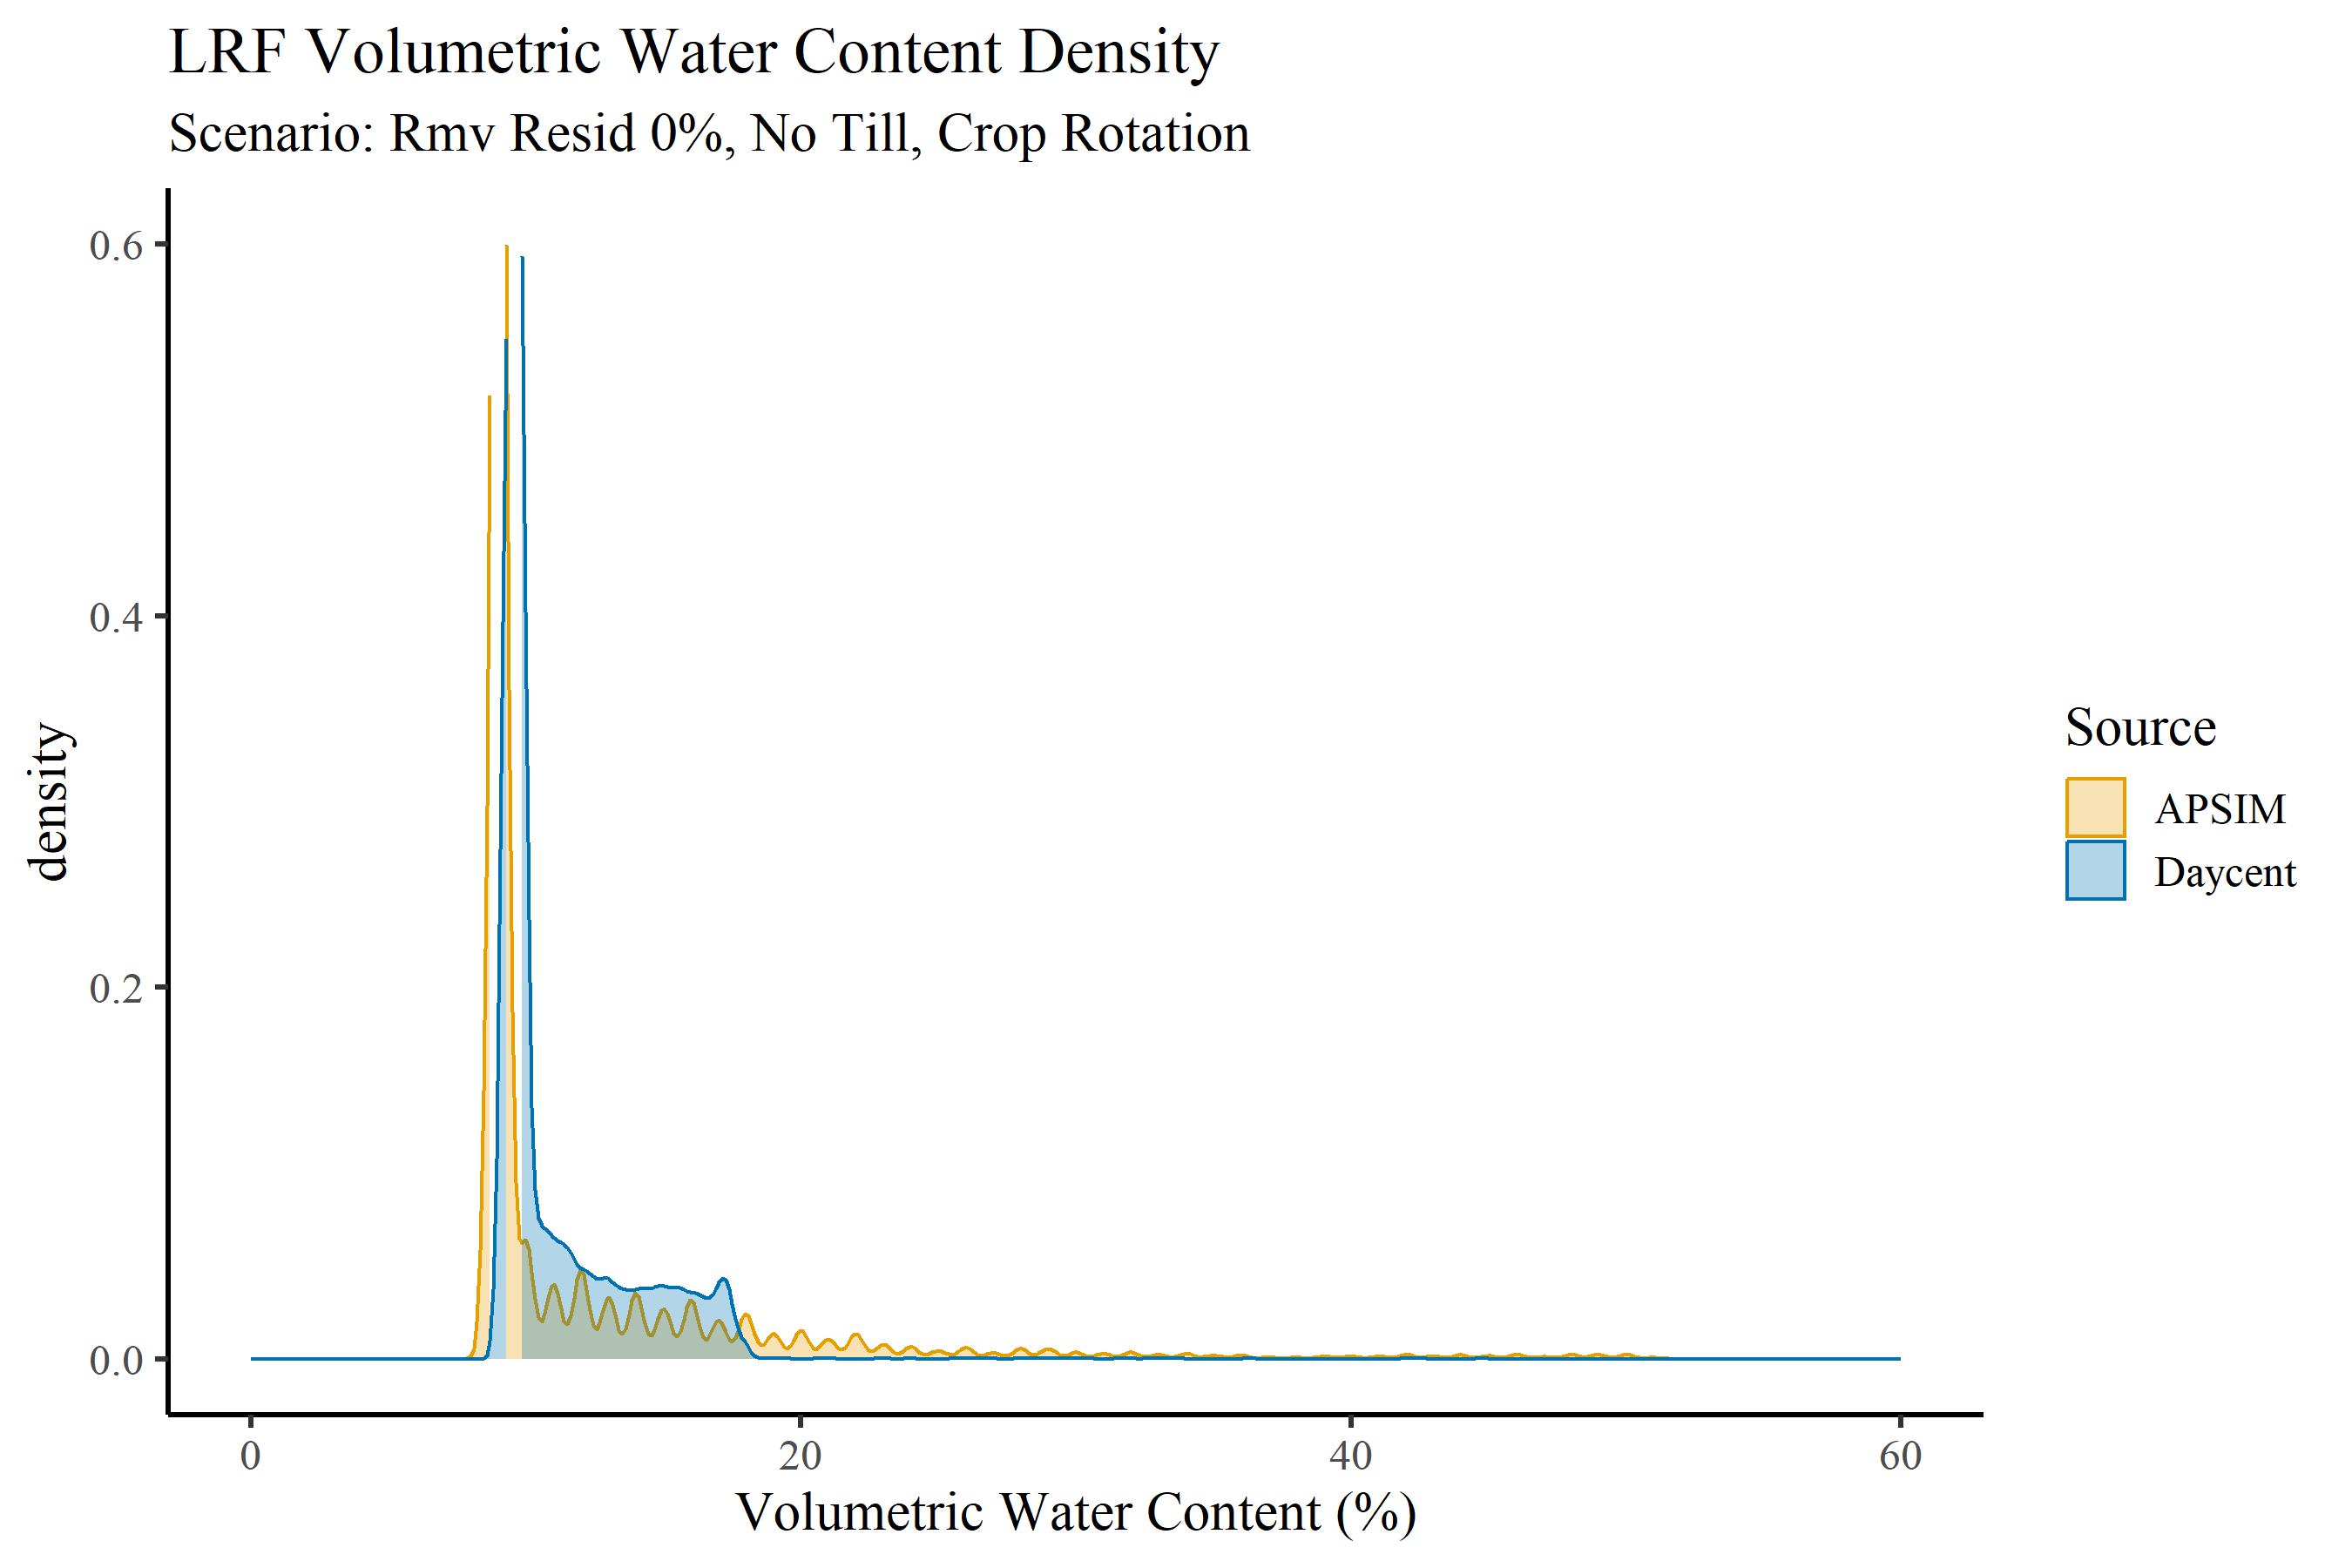 LRF Volumetric Water Content Density
Scenario: Rmv Resid 0%, No Till, Crop Rotation
0.6
0.4
0.2
0.0
density
0 20 40 60
Volumetric Water Content (%)
Source
APSIM
Daycent